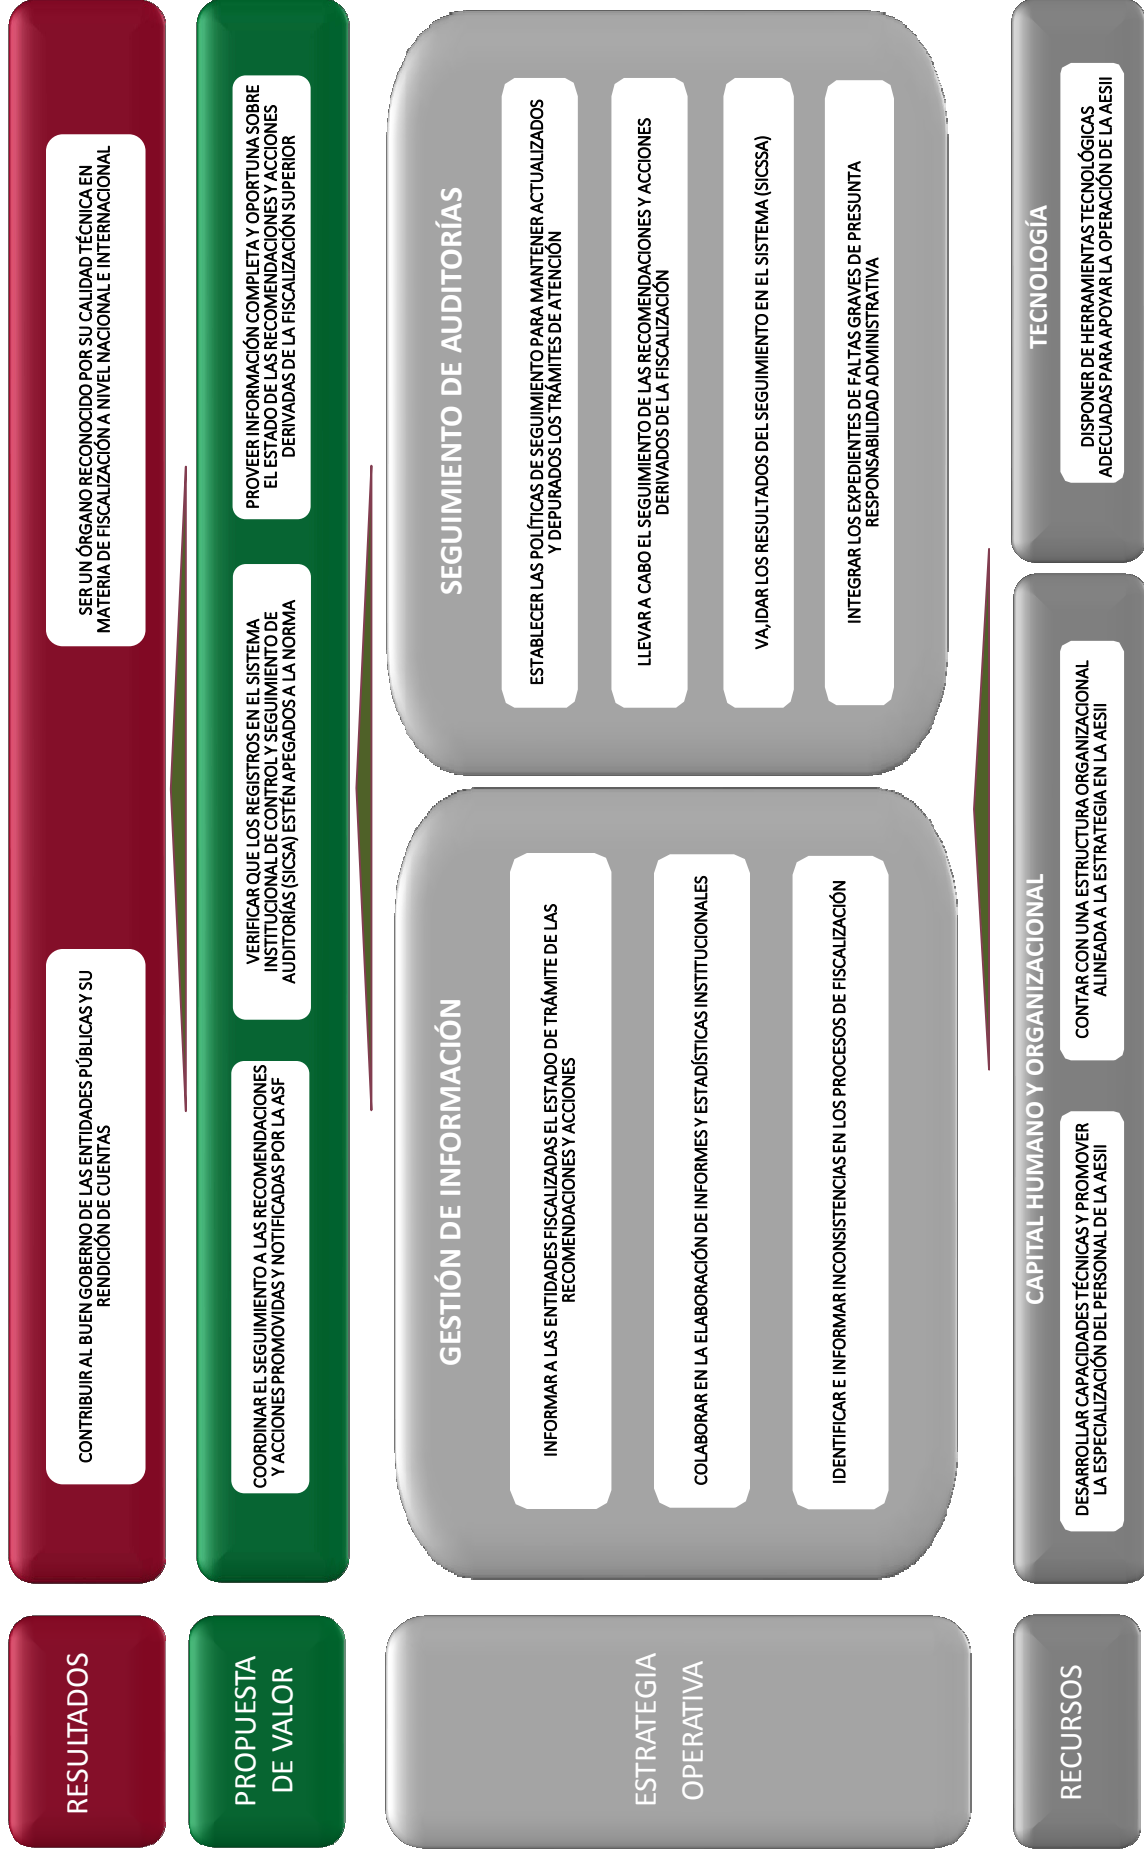 RESULTADOS
CONTRIBUIR AL BUEN GOBIERNO DE LAS ENTIDADES PÚBLICAS Y SU
RENDICIÓN DE CUENTAS
SER UN ÓRGANO RECONOCIDO POR SU CALIDAD TÉCNICA EN
MATERIA DE FISCALIZACIÓN A NIVEL NACIONAL E INTERNACIONAL
PROPUESTA
DE VALOR
COORDINAR EL SEGUIMIENTO A LAS RECOMENDACIONES
Y ACCIONES PROMOVIDAS Y NOTIFICADAS POR LA ASF
VERIFICAR QUE LOS REGISTROS EN EL SISTEMA
INSTITUCIONAL DE CONTROL Y SEGUIMIENTO DE
AUDITORÍAS (SICSA) ESTÉN APEGADOS A LA NORMA
PROVEER INFORMACIÓN COMPLETA Y OPORTUNA SOBRE
EL ESTADO DE LAS RECOMENDACIONES Y ACCIONES
DERIVADAS DE LA FISCALIZACIÓN SUPERIOR
ESTRATEGIA
OPERATIVA
GESTIÓN DE INFORMACIÓN
INFORMAR A LAS ENTIDADES FISCALIZADAS EL ESTADO DE TRÁMITE DE LAS
RECOMENDACIONES Y ACCIONES
COLABORAR EN LA ELABORACIÓN DE INFORMES Y ESTADÍSTICAS INSTITUCIONALES
IDENTIFICAR E INFORMAR INCONSISTENCIAS EN LOS PROCESOS DE FISCALIZACIÓN
SEGUIMIENTO DE AUDITORÍAS
ESTABLECER LAS POLÍTICAS DE SEGUIMIENTO PARA MANTENER ACTUALIZADOS
Y DEPURADOS LOS TRÁMITES DE ATENCIÓN
LLEVAR A CABO EL SEGUIMIENTO DE LAS RECOMENDACIONES Y ACCIONES
DERIVADOS DE LA FISCALIZACIÓN
VA,IDAR LOS RESULTADOS DEL SEGUIMIENTO EN EL SISTEMA (SICSSA)
INTEGRAR LOS EXPEDIENTES DE FALTAS GRAVES DE PRESUNTA
RESPONSABILIDAD ADMINISTRATIVA
RECURSOS
CAPITAL HUMANO Y ORGANIZACIONAL
DESARROLLAR CAPACIDADES TÉCNICAS Y PROMOVER
LA ESPECIALIZACIÓN DEL PERSONAL DE LA AESII
CONTAR CON UNA ESTRUCTURA ORGANIZACIONAL
ALINEADA A LA ESTRATEGIA EN LA AESII
TECNOLOGÍA
DISPONER DE HERRAMIENTAS TECNOLÓGICAS
ADECUADAS PARA APOYAR LA OPERACIÓN DE LA AESII